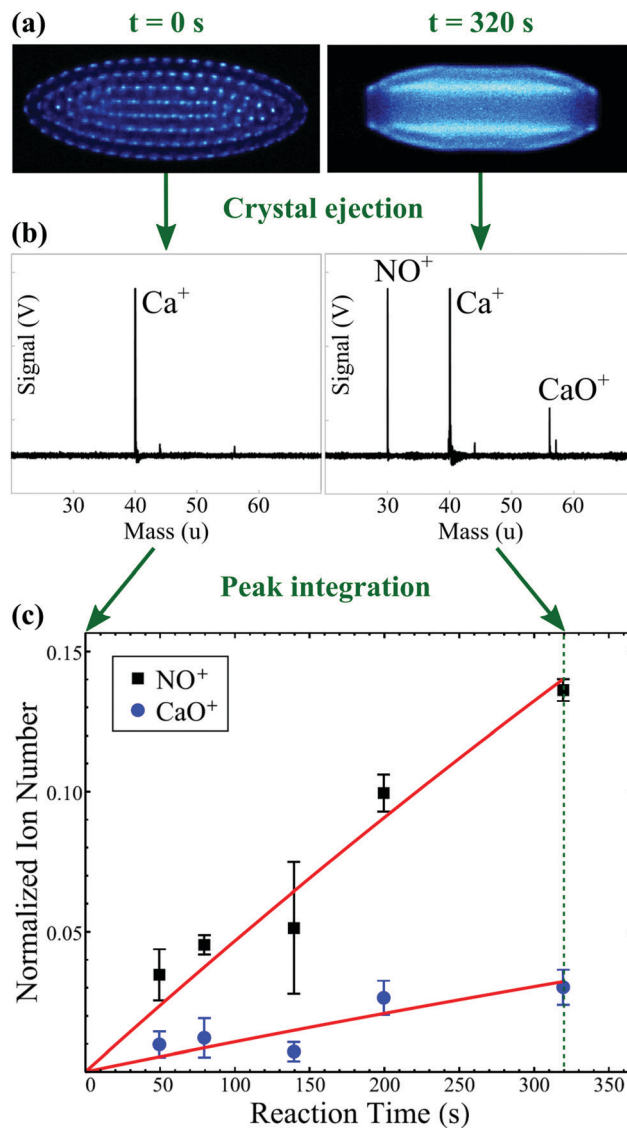 (a)
t = 0 s
t = 320 s
Crystal ejection
(b)
Signal (V)
Ca⁺
30 40 50 60
Mass (u)
Signal (V)
NO⁺
Ca⁺
CaO⁺
30 40 50 60
Mass (u)
Peak integration
(c)
Normalized Ion Number
0.15
0.10
0.05
NO⁺
CaO⁺
0 50 100 150 200 250 300 350
Reaction Time (s)